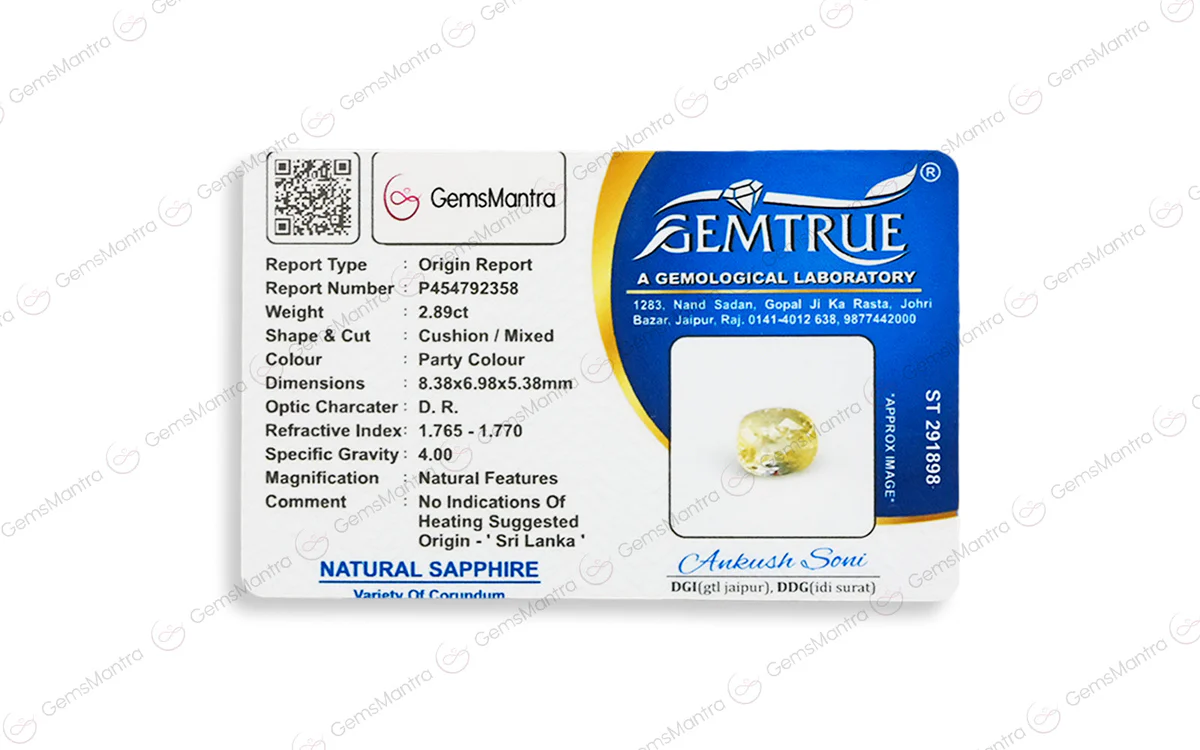 GemsMantra
Report Type : Origin Report
Report Number : P454792358
Weight : 2.89ct
Shape & Cut : Cushion / Mixed
Colour : Party Colour
Dimensions : 8.38x6.98x5.38mm
Optic Charcater : D. R.
Refractive Index : 1.765 - 1.770
Specific Gravity : 4.00
Magnification : Natural Features
Comment : No Indications Of
Heating Suggested
Origin - ' Sri Lanka '
NATURAL SAPPHIRE
Variety Of Corundum
GEMTRUE ®
A GEMOLOGICAL LABORATORY
1283, Nand Sadan, Gopal Ji Ka Rasta, Johri
Bazar, Jaipur, Raj. 0141-4012 638, 9877442000
*APPROX IMAGE*
ST 291898
Ankush Soni
DGI(gtl jaipur), DDG(idi surat)